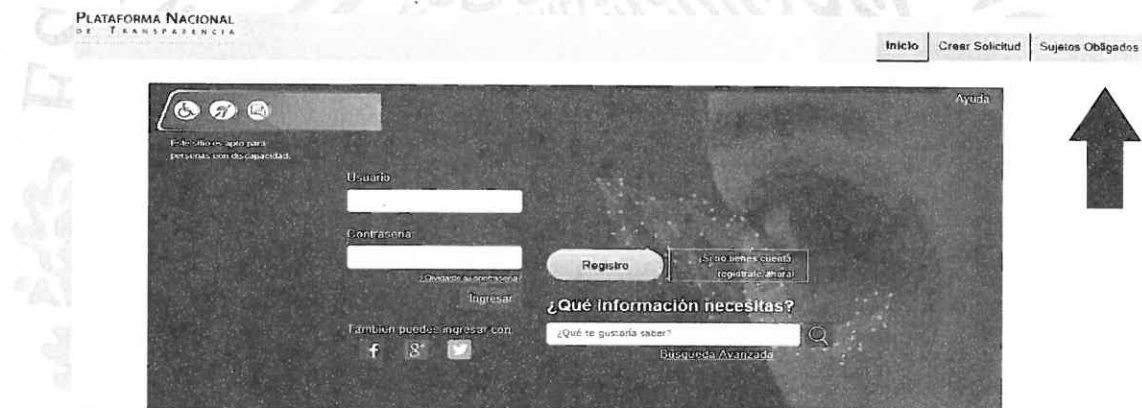 PLATAFORMA NACIONAL
DE TRANSPARENCIA
Inicio
Crear Solicitud
Sujetos Obligados
Ayuda
Este sitio es apto para
personas con discapacidad.
Usuario
Contraseña
¿Olvidaste su contraseña?
Ingresar
También puedes ingresar con
f
g+
Registro
¡Si no tienes cuenta
regístrate ahora!
¿Qué información necesitas?
¿Qué te gustaría saber?
Búsqueda Avanzada